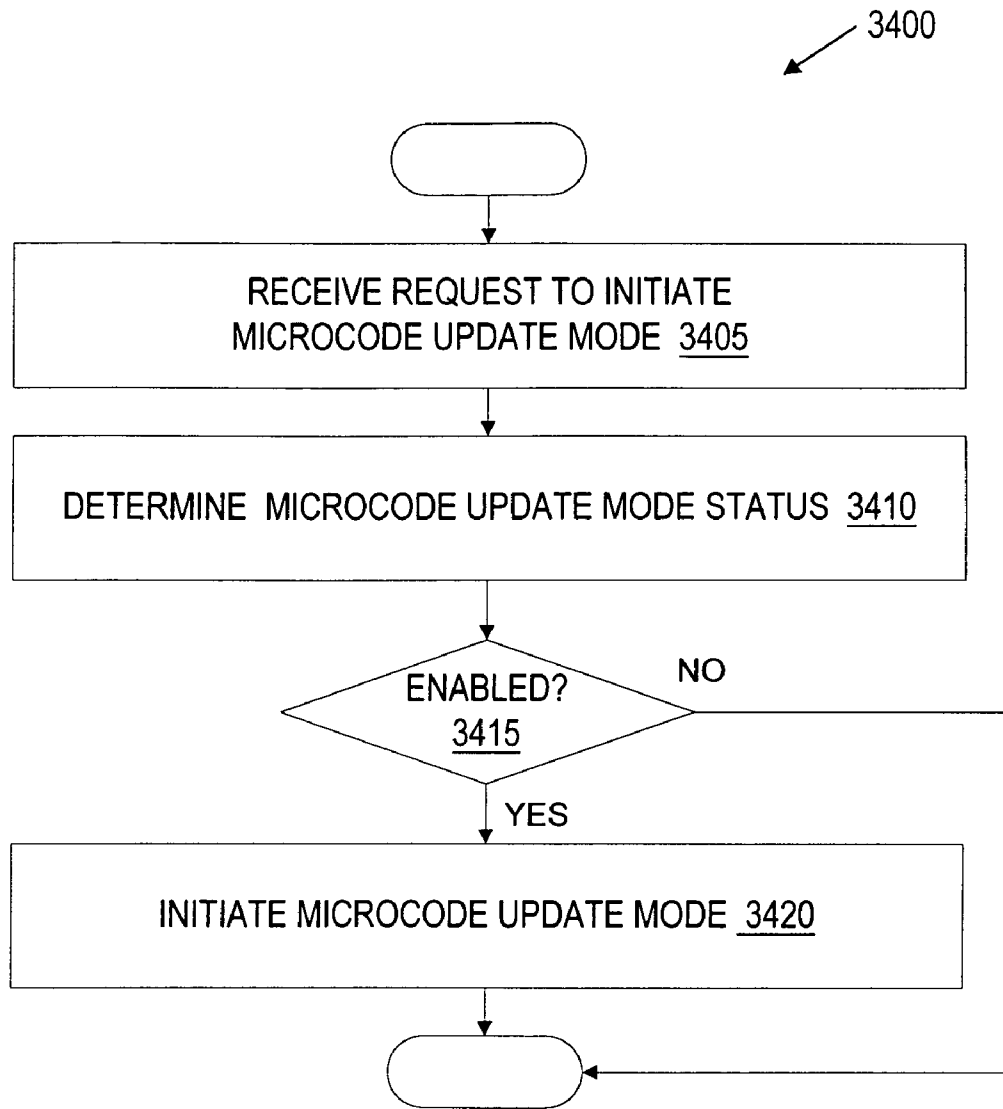 3400
RECEIVE REQUEST TO INITIATE
MICROCODE UPDATE MODE 3405
DETERMINE MICROCODE UPDATE MODE STATUS 3410
ENABLED?
3415
NO
YES
INITIATE MICROCODE UPDATE MODE 3420